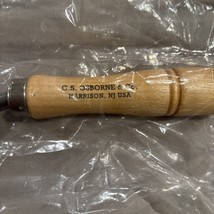 C.S. OSBORNE & Co.
HARRISON, NJ USA